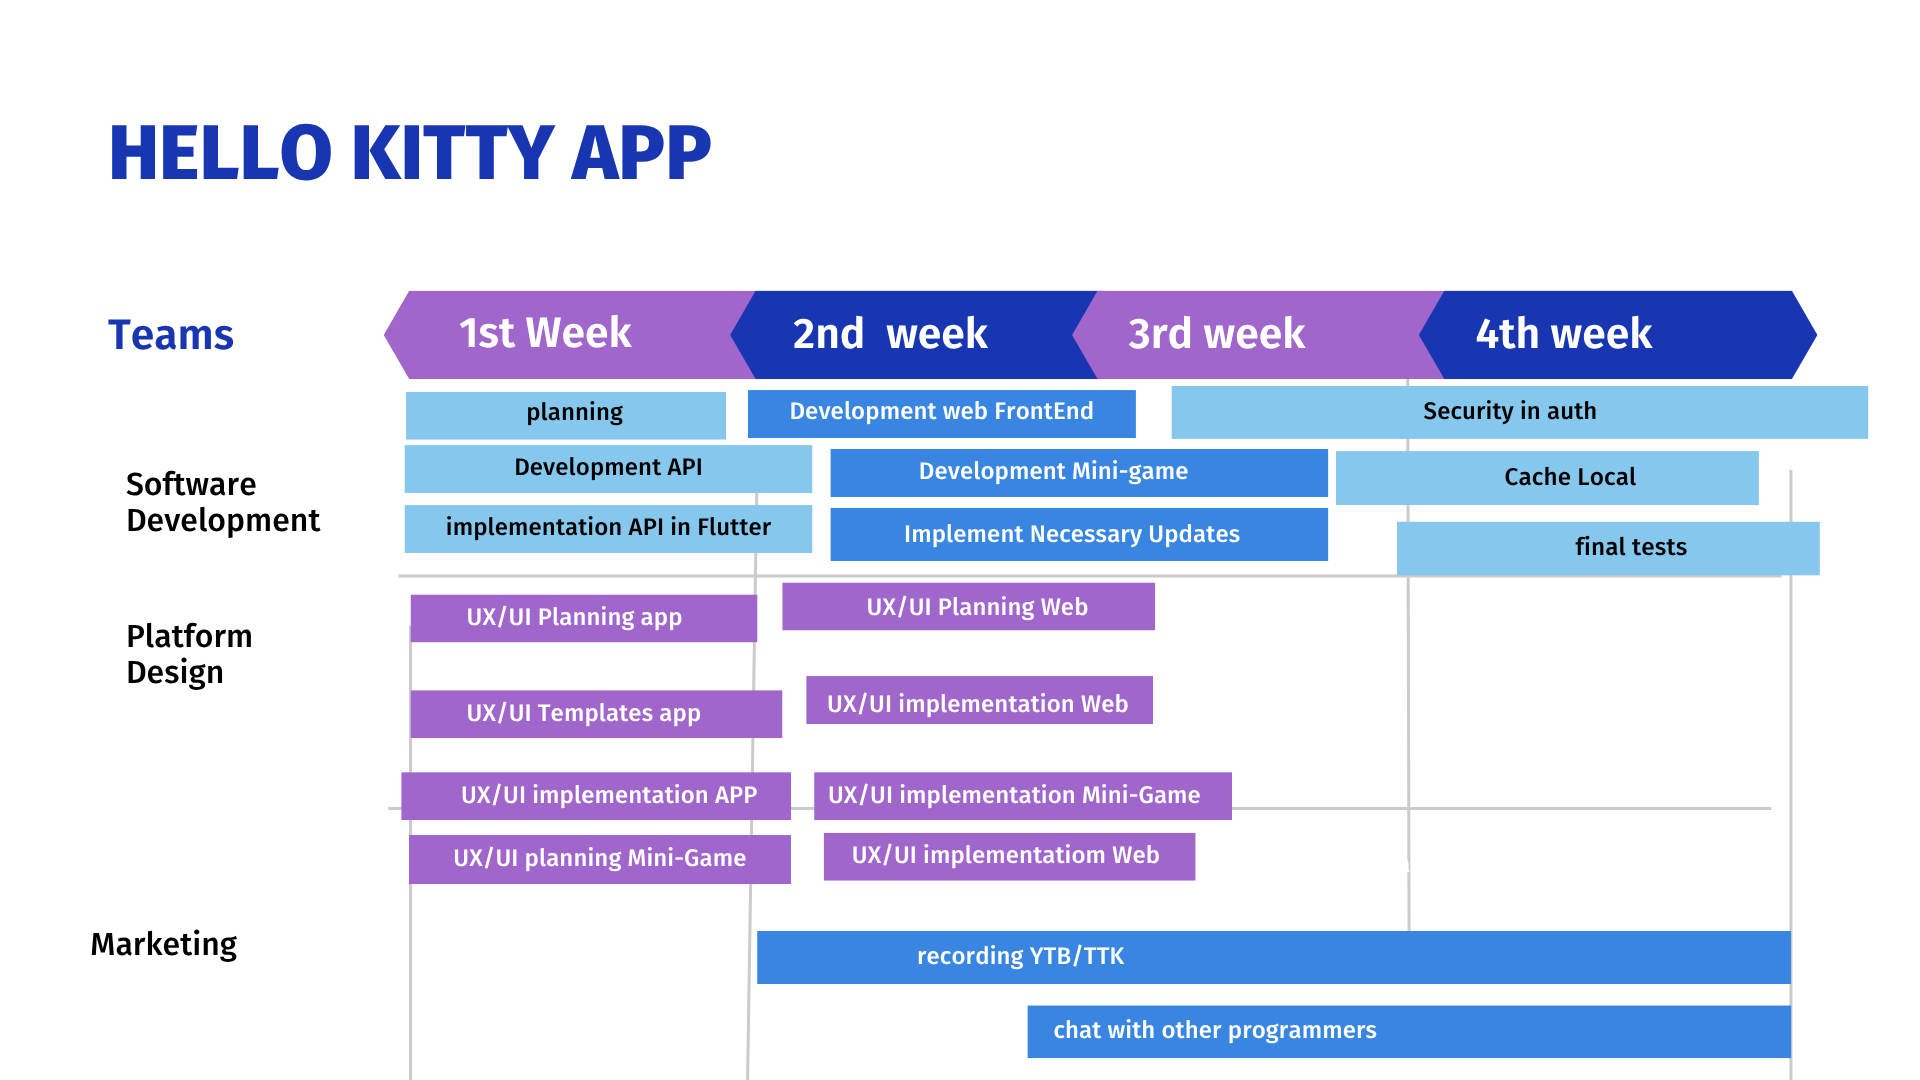 HELLO KITTY APP
Teams
1st Week
2nd  week
3rd week
4th week
planning
Development web FrontEnd
Security in auth
Development API
Development Mini-game
Cache Local
Software
Development
implementation API in Flutter
Implement Necessary Updates
final tests
Platform
Design
UX/UI Planning app
UX/UI Planning Web
UX/UI Templates app
UX/UI implementation Web
UX/UI implementation APP
UX/UI implementation Mini-Game
UX/UI planning Mini-Game
UX/UI implementatiom Web
Marketing
recording YTB/TTK
chat with other programmers